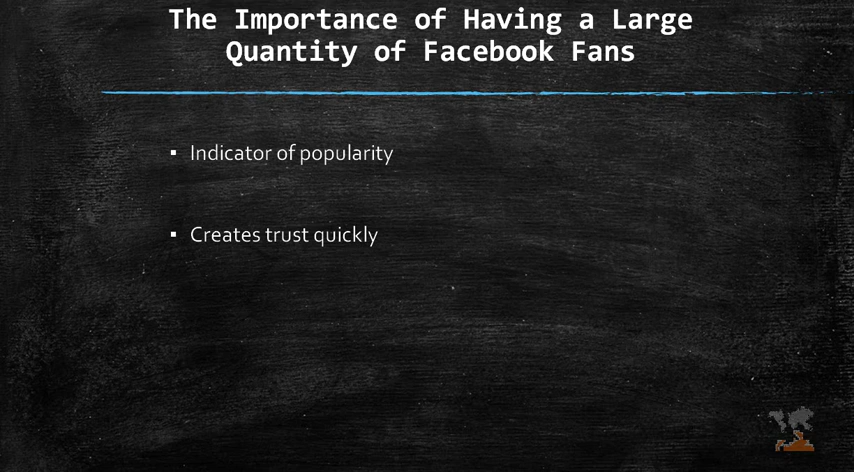 The Importance of Having a Large
Quantity of Facebook Fans
▪ Indicator of popularity
▪ Creates trust quickly